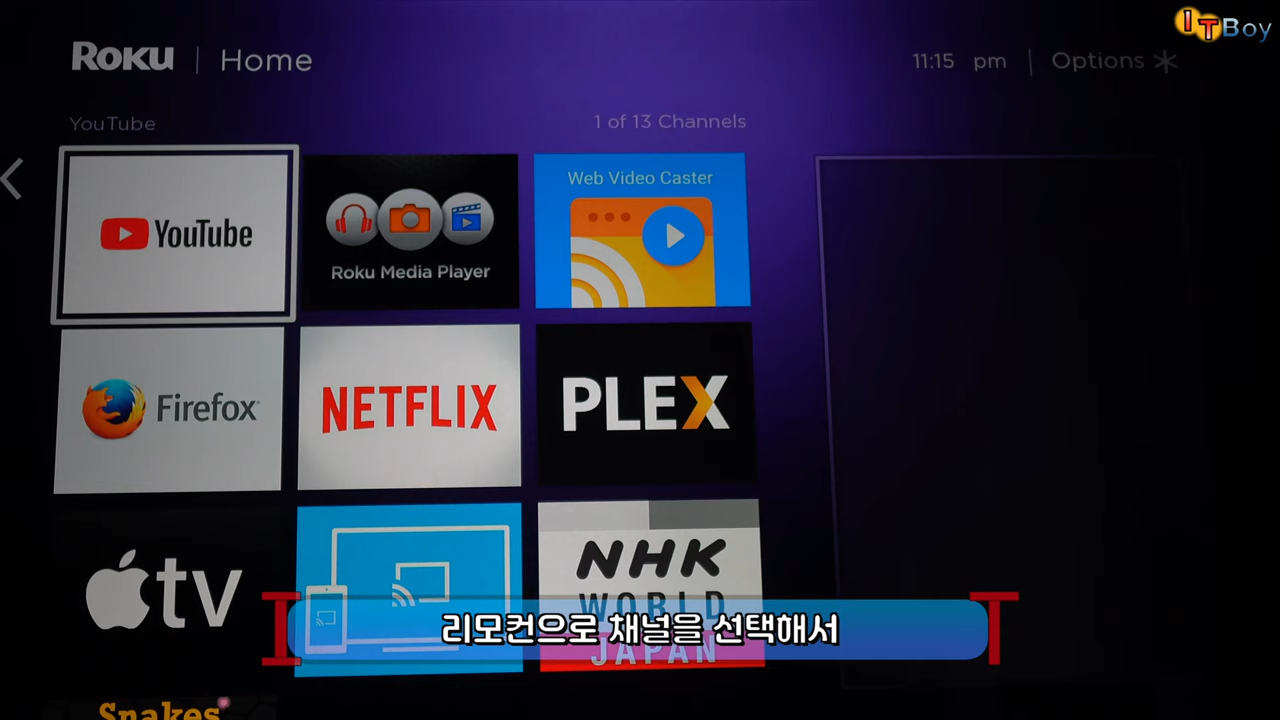 ITBoy
Roku | Home
11:15 pm | Options
YouTube
1 of 13 Channels
YouTube
Roku Media Player
Web Video Caster
Firefox
NETFLIX
PLEX
tv
NHK
WORLD
JAPAN
리모컨으로 채널을 선택해서
I T
Snakes